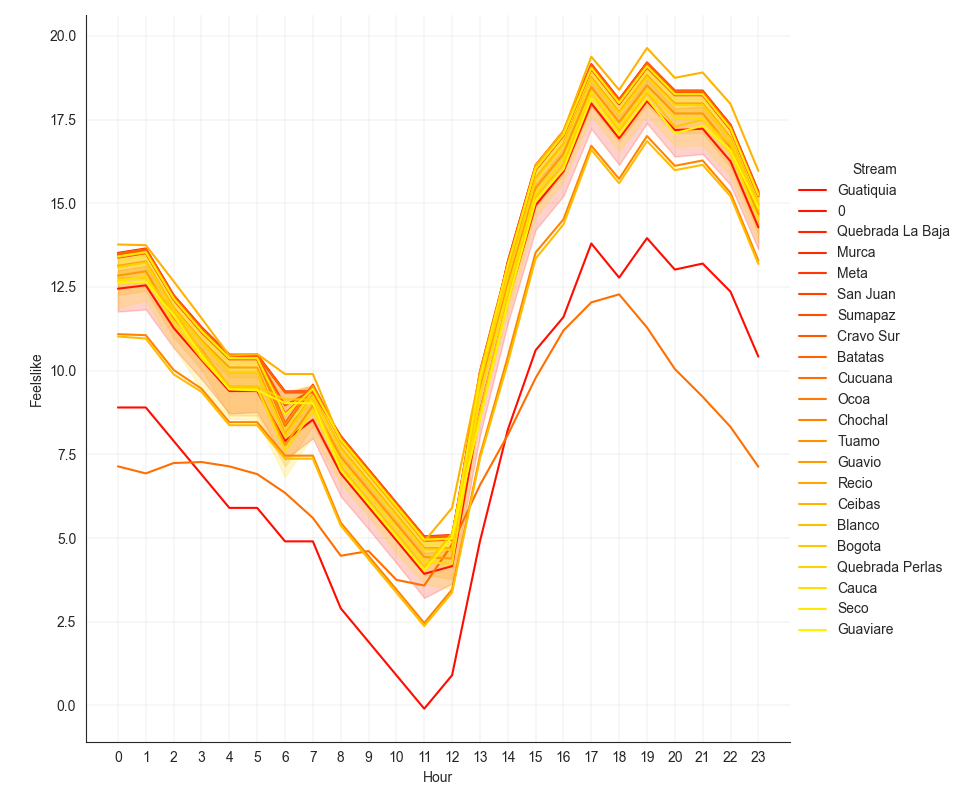 20.0
17.5
15.0
12.5
10.0
7.5
5.0
2.5
0.0
Feelslike
0 1 2 3 4 5 6 7 8 9 10 11 12 13 14 15 16 17 18 19 20 21 22 23
Hour
Stream
Guatiquia
0
Quebrada La Baja
Murca
Meta
San Juan
Sumapaz
Cravo Sur
Batatas
Cucuana
Ocoa
Chochal
Tuamo
Guavio
Recio
Ceibas
Blanco
Bogota
Quebrada Perlas
Cauca
Seco
Guaviare